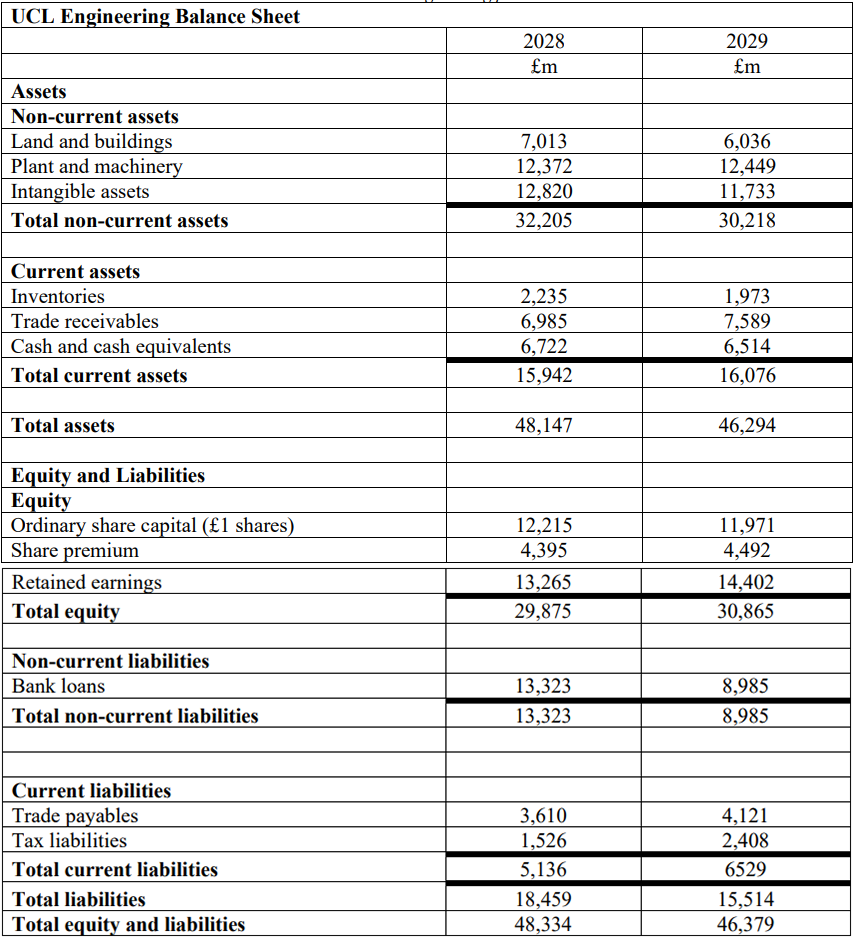 UCL Engineering Balance Sheet
2028 2029
£m £m
Assets
Non-current assets
Land and buildings 7,013 6,036
Plant and machinery 12,372 12,449
Intangible assets 12,820 11,733
Total non-current assets 32,205 30,218
Current assets
Inventories 2,235 1,973
Trade receivables 6,985 7,589
Cash and cash equivalents 6,722 6,514
Total current assets 15,942 16,076
Total assets 48,147 46,294
Equity and Liabilities
Equity
Ordinary share capital (£1 shares) 12,215 11,971
Share premium 4,395 4,492
Retained earnings 13,265 14,402
Total equity 29,875 30,865
Non-current liabilities
Bank loans 13,323 8,985
Total non-current liabilities 13,323 8,985
Current liabilities
Trade payables 3,610 4,121
Tax liabilities 1,526 2,408
Total current liabilities 5,136 6529
Total liabilities 18,459 15,514
Total equity and liabilities 48,334 46,379